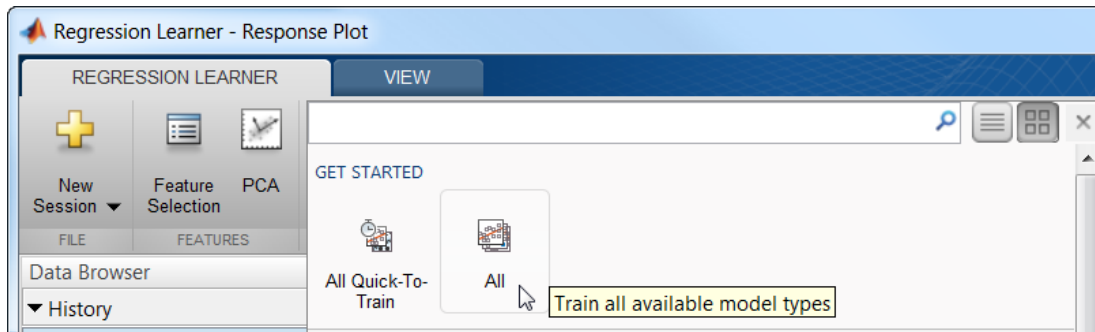 Regression Learner - Response Plot
REGRESSION LEARNER
VIEW
New
Session
Feature
Selection
PCA
FILE
FEATURES
GET STARTED
All Quick-To-
Train
All
Train all available model types
Data Browser
History